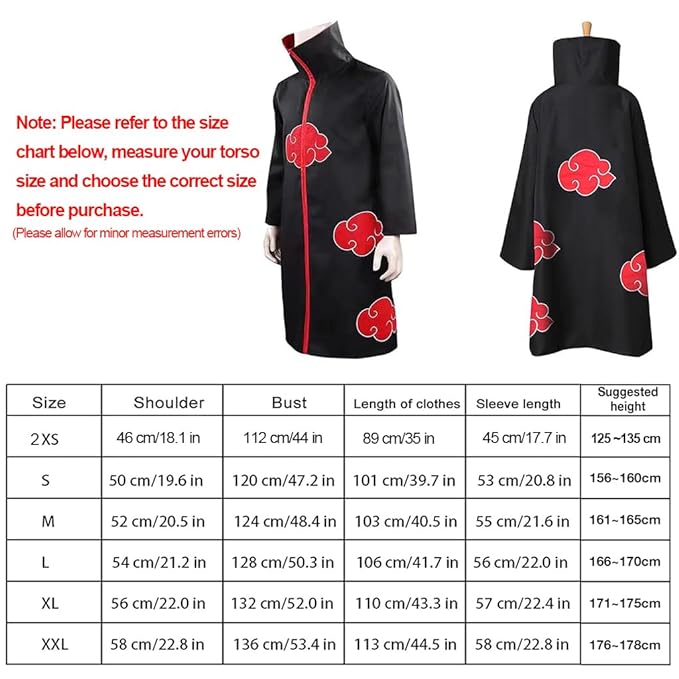 Note: Please refer to the size
chart below, measure your torso
size and choose the correct size
before purchase.
(Please allow for minor measurement errors)
Size Shoulder Bust Length of clothes Sleeve length Suggested height
2XS 46 cm/18.1 in 112 cm/44 in 89 cm/35 in 45 cm/17.7 in 125~135 cm
S 50 cm/19.6 in 120 cm/47.2 in 101 cm/39.7 in 53 cm/20.8 in 156~160cm
M 52 cm/20.5 in 124 cm/48.4 in 103 cm/40.5 in 55 cm/21.6 in 161~165cm
L 54 cm/21.2 in 128 cm/50.3 in 106 cm/41.7 in 56 cm/22.0 in 166~170cm
XL 56 cm/22.0 in 132 cm/52.0 in 110 cm/43.3 in 57 cm/22.4 in 171~175cm
XXL 58 cm/22.8 in 136 cm/53.4 in 113 cm/44.5 in 58 cm/22.8 in 176~178cm